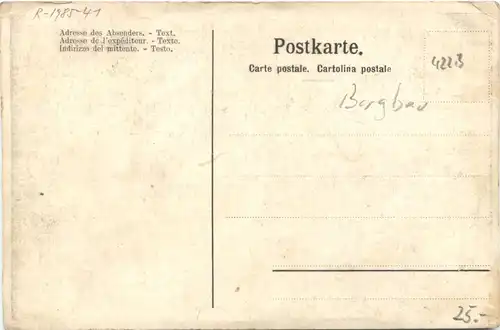 R-1985-41
Adresse des Absenders. - Text.
Adresse de l'expéditeur. - Texte.
Indirizzo del mittente. - Testo.
Postkarte.
Carte postale. Cartolina postale
4223
Bergbau
25.-